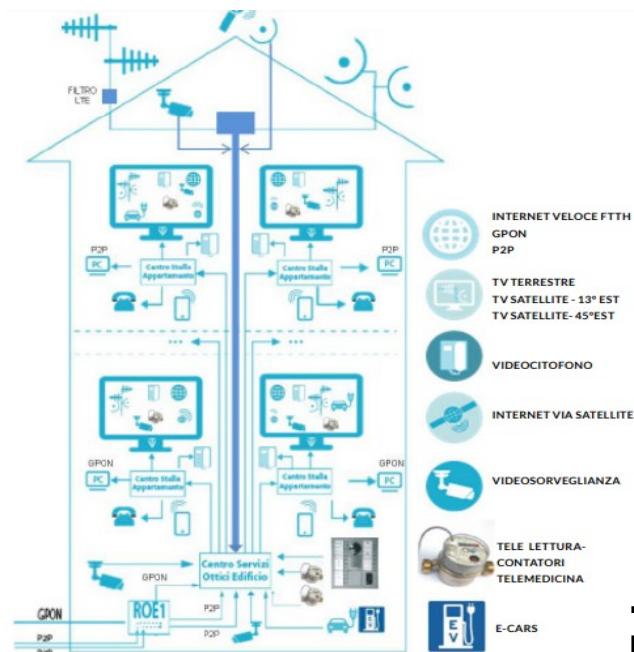 FILTRO
LTE
P2P
PC
Centro Stella
Appartamento
Centro Stella
Appartamento
P2P
PC
INTERNET VELOCE FTTH
GPON
P2P
TV TERRESTRE
TV SATELLITE - 13° EST
TV SATELLITE- 45°EST
VIDEOCITOFONO
INTERNET VIA SATELLITE
VIDEOSORVEGLIANZA
TELE LETTURA-
CONTATORI
TELEMEDICINA
E-CARS
GPON
PC
Centro Stella
Appartamento
Centro Stella
Appartamento
GPON
PC
Centro Servizi
Ottici Edificio
GPON
ROE1
P2P
P2P
GPON
P2P
P2P
EV
EV